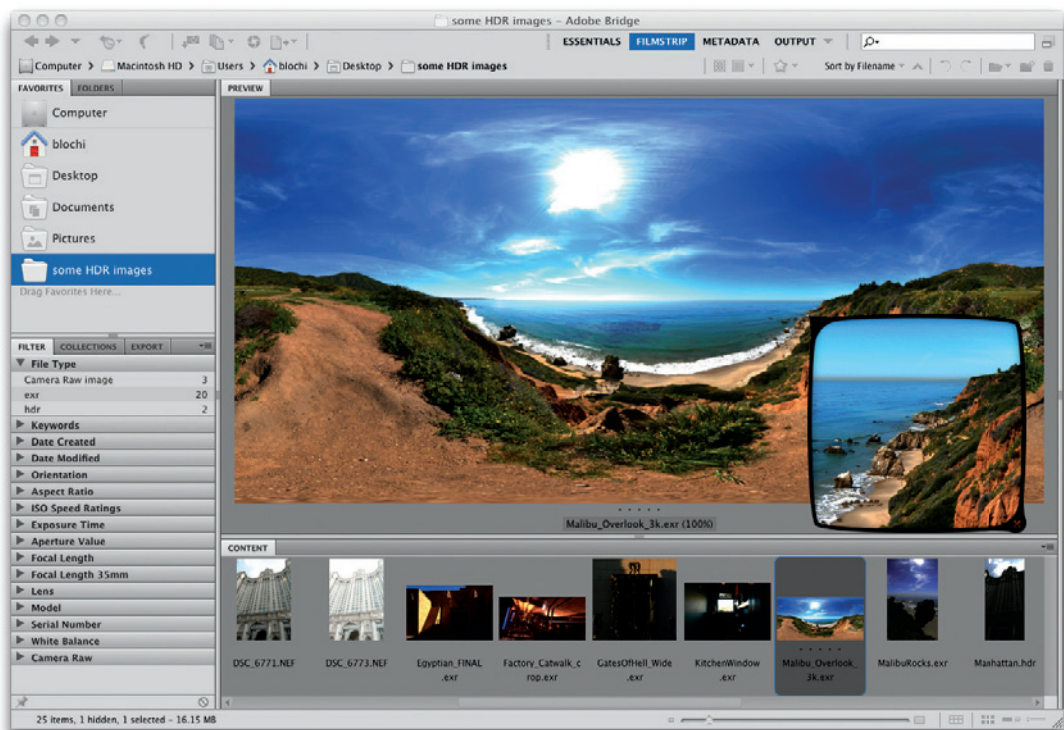 some HDR images – Adobe Bridge
ESSENTIALS FILMSTRIP METADATA OUTPUT
Computer > Macintosh HD > Users > blochi > Desktop > some HDR images
Sort by Filename
FAVORITES FOLDERS
Computer
blochi
Desktop
Documents
Pictures
some HDR images
Drag Favorites Here...
FILTER COLLECTIONS EXPORT
File Type
Camera Raw image 3
exr 20
hdr 2
Keywords
Date Created
Date Modified
Orientation
Aspect Ratio
ISO Speed Ratings
Exposure Time
Aperture Value
Focal Length
Focal Length 35mm
Lens
Model
Serial Number
White Balance
Camera Raw
PREVIEW
Malibu_Overlook_3k.exr (100%)
CONTENT
DSC_6771.NEF
DSC_6773.NEF
Egyptian_FINAL
.exr
Factory_Catwalk_c
rop.exr
GatesOfHell_Wide
.exr
KitchenWindow
.exr
Malibu_Overlook_
3k.exr
MalibuRocks.exr
Manhattan.hdr
25 items, 1 hidden, 1 selected – 16.15 MB